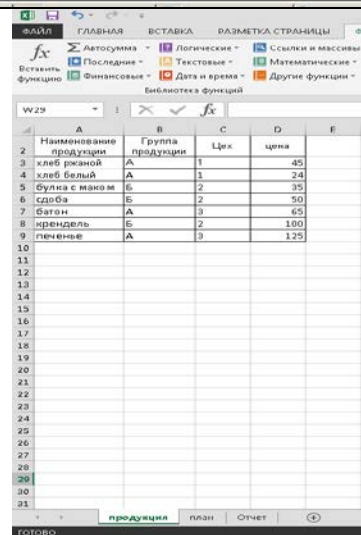 ФАЙЛ ГЛАВНАЯ ВСТАВКА РАЗМЕТКА СТРАНИЦЫ
fx Вставить функцию
Σ Автосумма Логические Ссылки и массивы
Последние Текстовые Математические
Финансовые Дата и время Другие функции
Библиотека функций
W29 fx
A B C D E
2 Наименование продукции Группа продукции Цех цена
3 хлеб ржаной А 1 45
4 хлеб белый А 1 24
5 булка с маком Б 2 35
6 сдоба Б 2 50
7 батон А 3 65
8 крендель Б 2 100
9 печенье А 3 125
10
11
12
13
14
15
16
17
18
19
20
21
22
23
24
25
26
27
28
29
30
31
продукция план Отчет
ГОТОВО